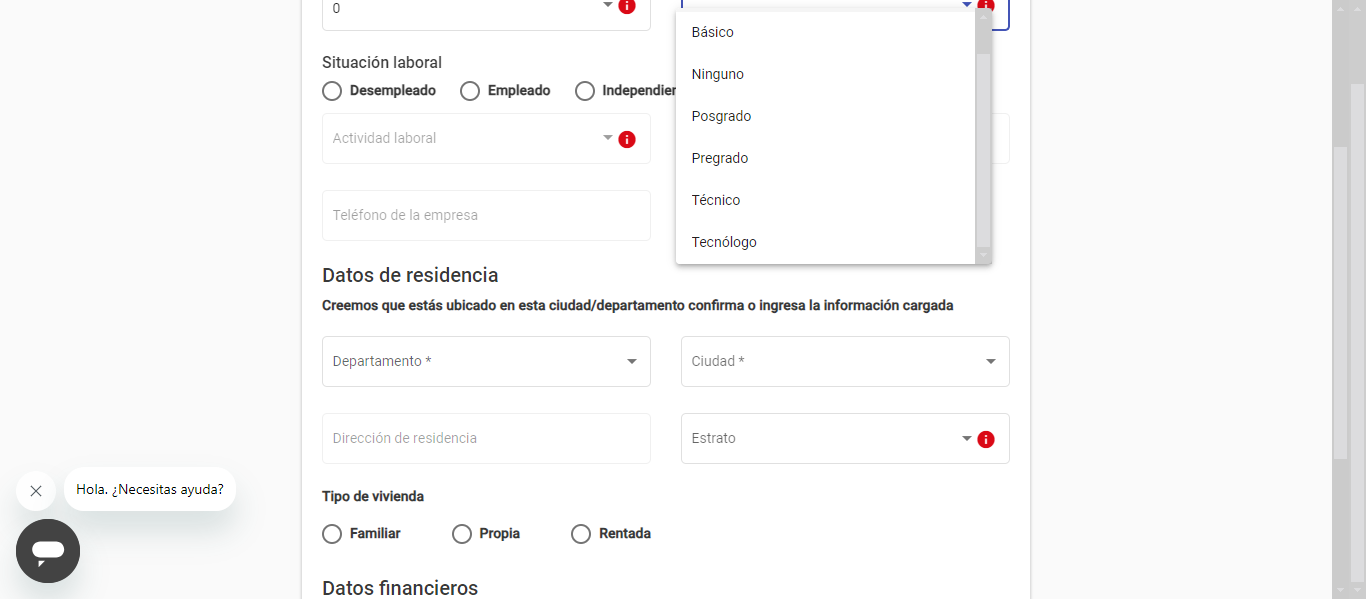 0
Básico
Ninguno
Posgrado
Pregrado
Técnico
Tecnólogo
Situación laboral
Desempleado
Empleado
Actividad laboral
Teléfono de la empresa
Datos de residencia
Creemos que estás ubicado en esta ciudad/departamento confirma o ingresa la información cargada
Departamento *
Ciudad *
Dirección de residencia
Estrato
Hola. ¿Necesitas ayuda?
Tipo de vivienda
Familiar
Propia
Rentada
Datos financieros